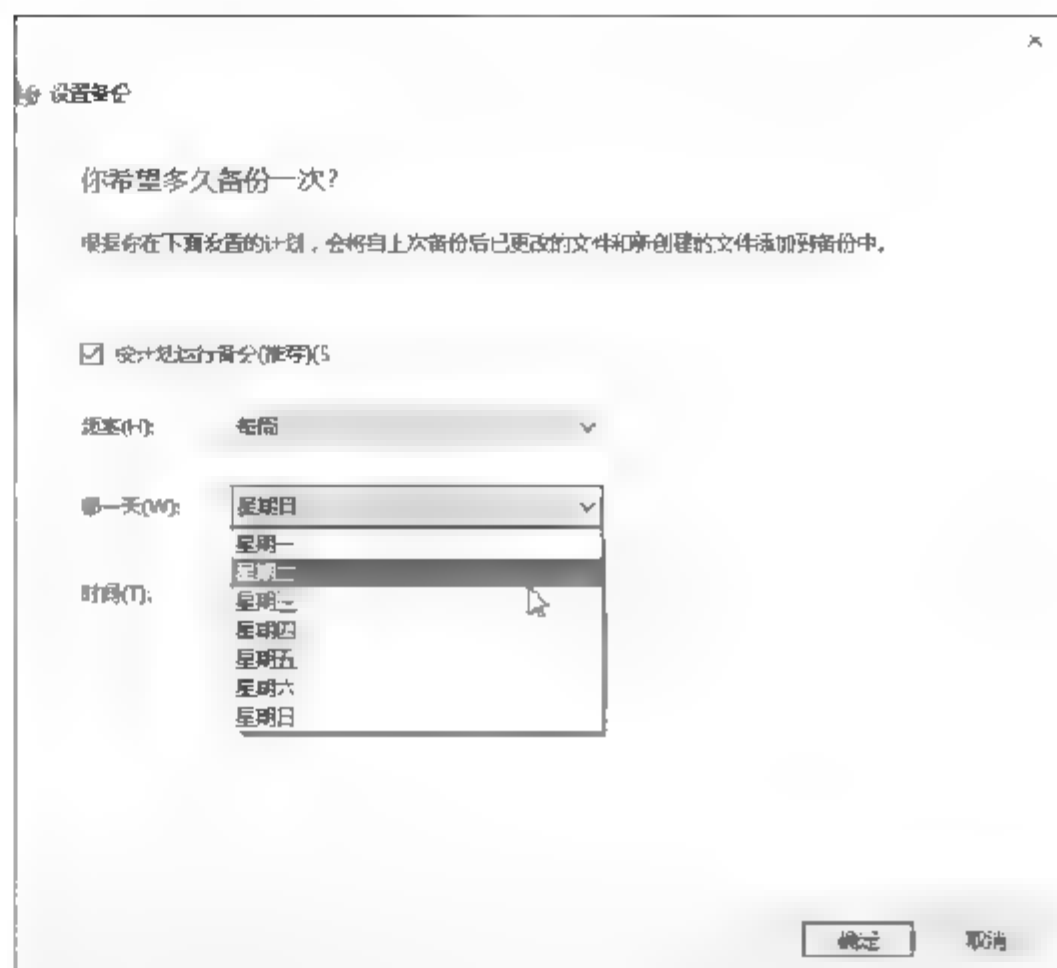 设置备份
你希望多久备份一次?
根据你在下面设置的计划，会将自上次备份后已更改的文件和新创建的文件添加到备份中。
按计划运行备份(推荐)(S
频率(H): 每周
哪一天(W): 星期日
星期一
星期二
时间(T): 星期三
星期四
星期五
星期六
星期日
确定 取消